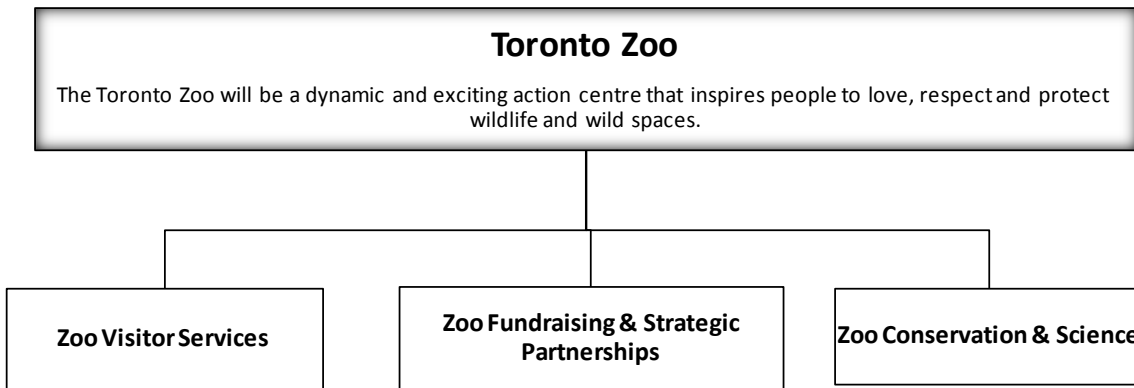 Toronto Zoo
The Toronto Zoo will be a dynamic and exciting action centre that inspires people to love, respect and protect
wildlife and wild spaces.
Zoo Visitor Services
Zoo Fundraising & Strategic
Partnerships
Zoo Conservation & Science